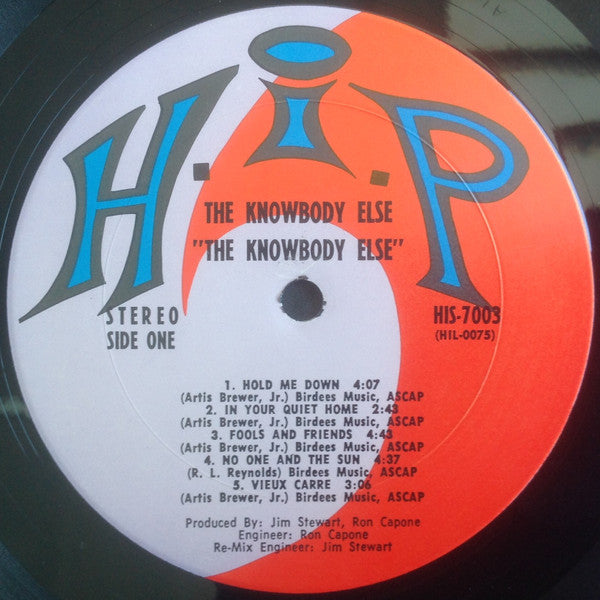 H.i.P
THE KNOWBODY ELSE
"THE KNOWBODY ELSE"
STEREO
SIDE ONE
HIS-7003
(HIL-0075)
1. HOLD ME DOWN 4:07
(Artis Brewer, Jr.) Birdees Music, ASCAP
2. IN YOUR QUIET HOME 2:43
(Artis Brewer, Jr.) Birdees Music, ASCAP
3. FOOLS AND FRIENDS 4:43
(Artis Brewer, Jr.) Birdees Music, ASCAP
4. NO ONE AND THE SUN 4:37
(R. L. Reynolds) Birdees Music, ASCAP
5. VIEUX CARRE 3:06
(Artis Brewer, Jr.) Birdees Music, ASCAP
Produced By: Jim Stewart, Ron Capone
Engineer: Ron Capone
Re-Mix Engineer: Jim Stewart